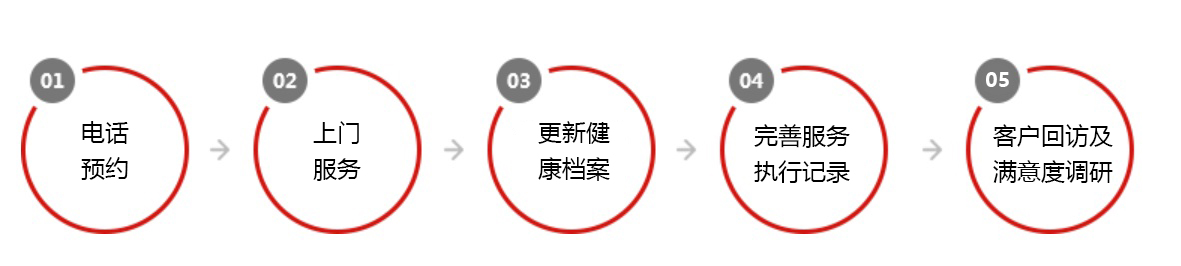 01
电话
预约
02
上门
服务
03
更新健
康档案
04
完善服务
执行记录
05
客户回访及
满意度调研